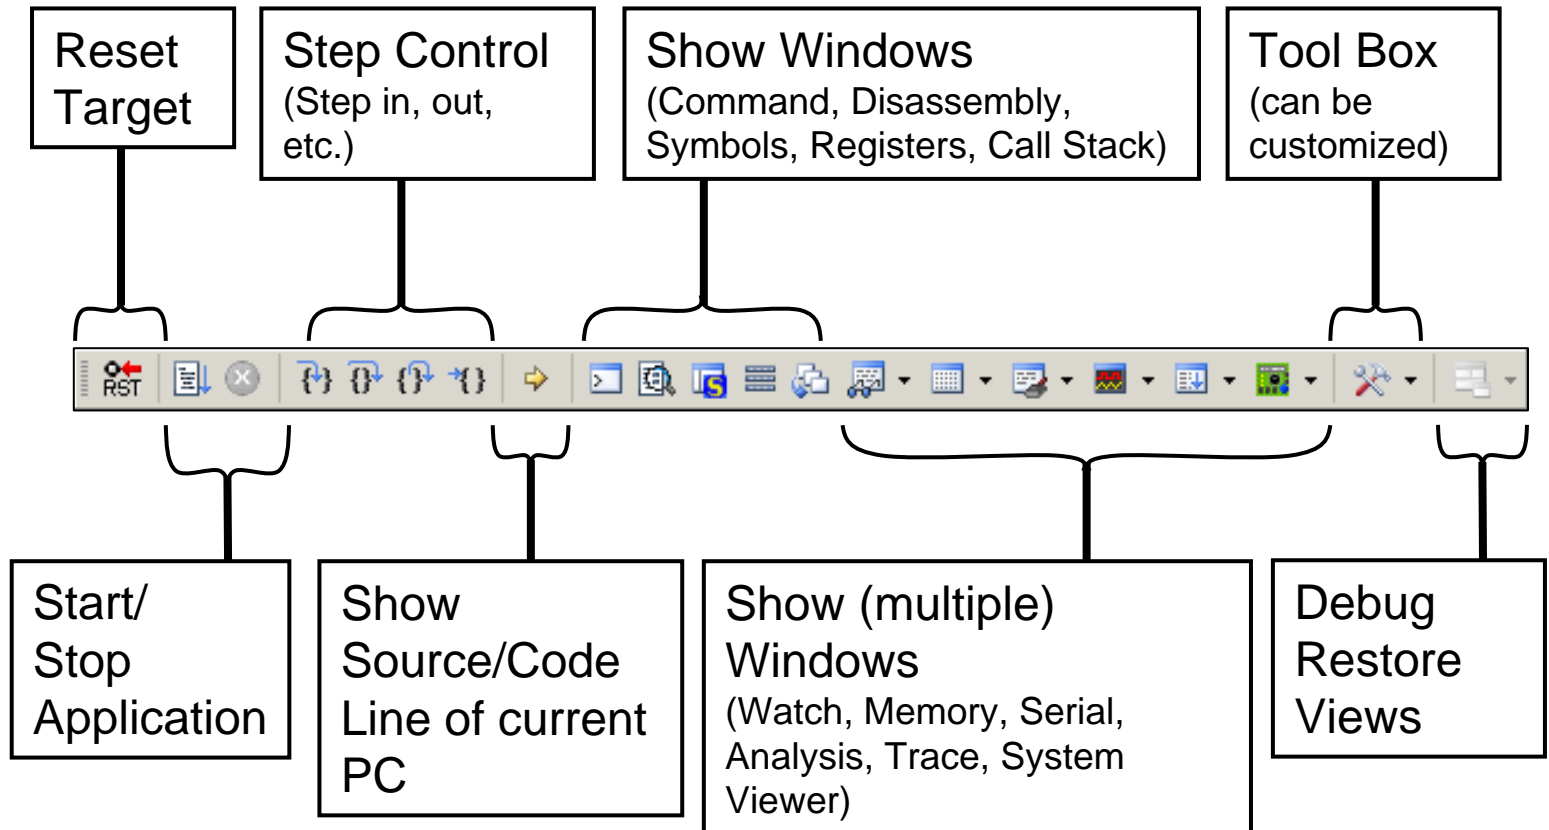 Reset
Target
Step Control
(Step in, out,
etc.)
Show Windows
(Command, Disassembly,
Symbols, Registers, Call Stack)
Tool Box
(can be
customized)
RST
{}
{}
{}
{}
>
S
Start/
Stop
Application
Show
Source/Code
Line of current
PC
Show (multiple)
Windows
(Watch, Memory, Serial,
Analysis, Trace, System
Viewer)
Debug
Restore
Views